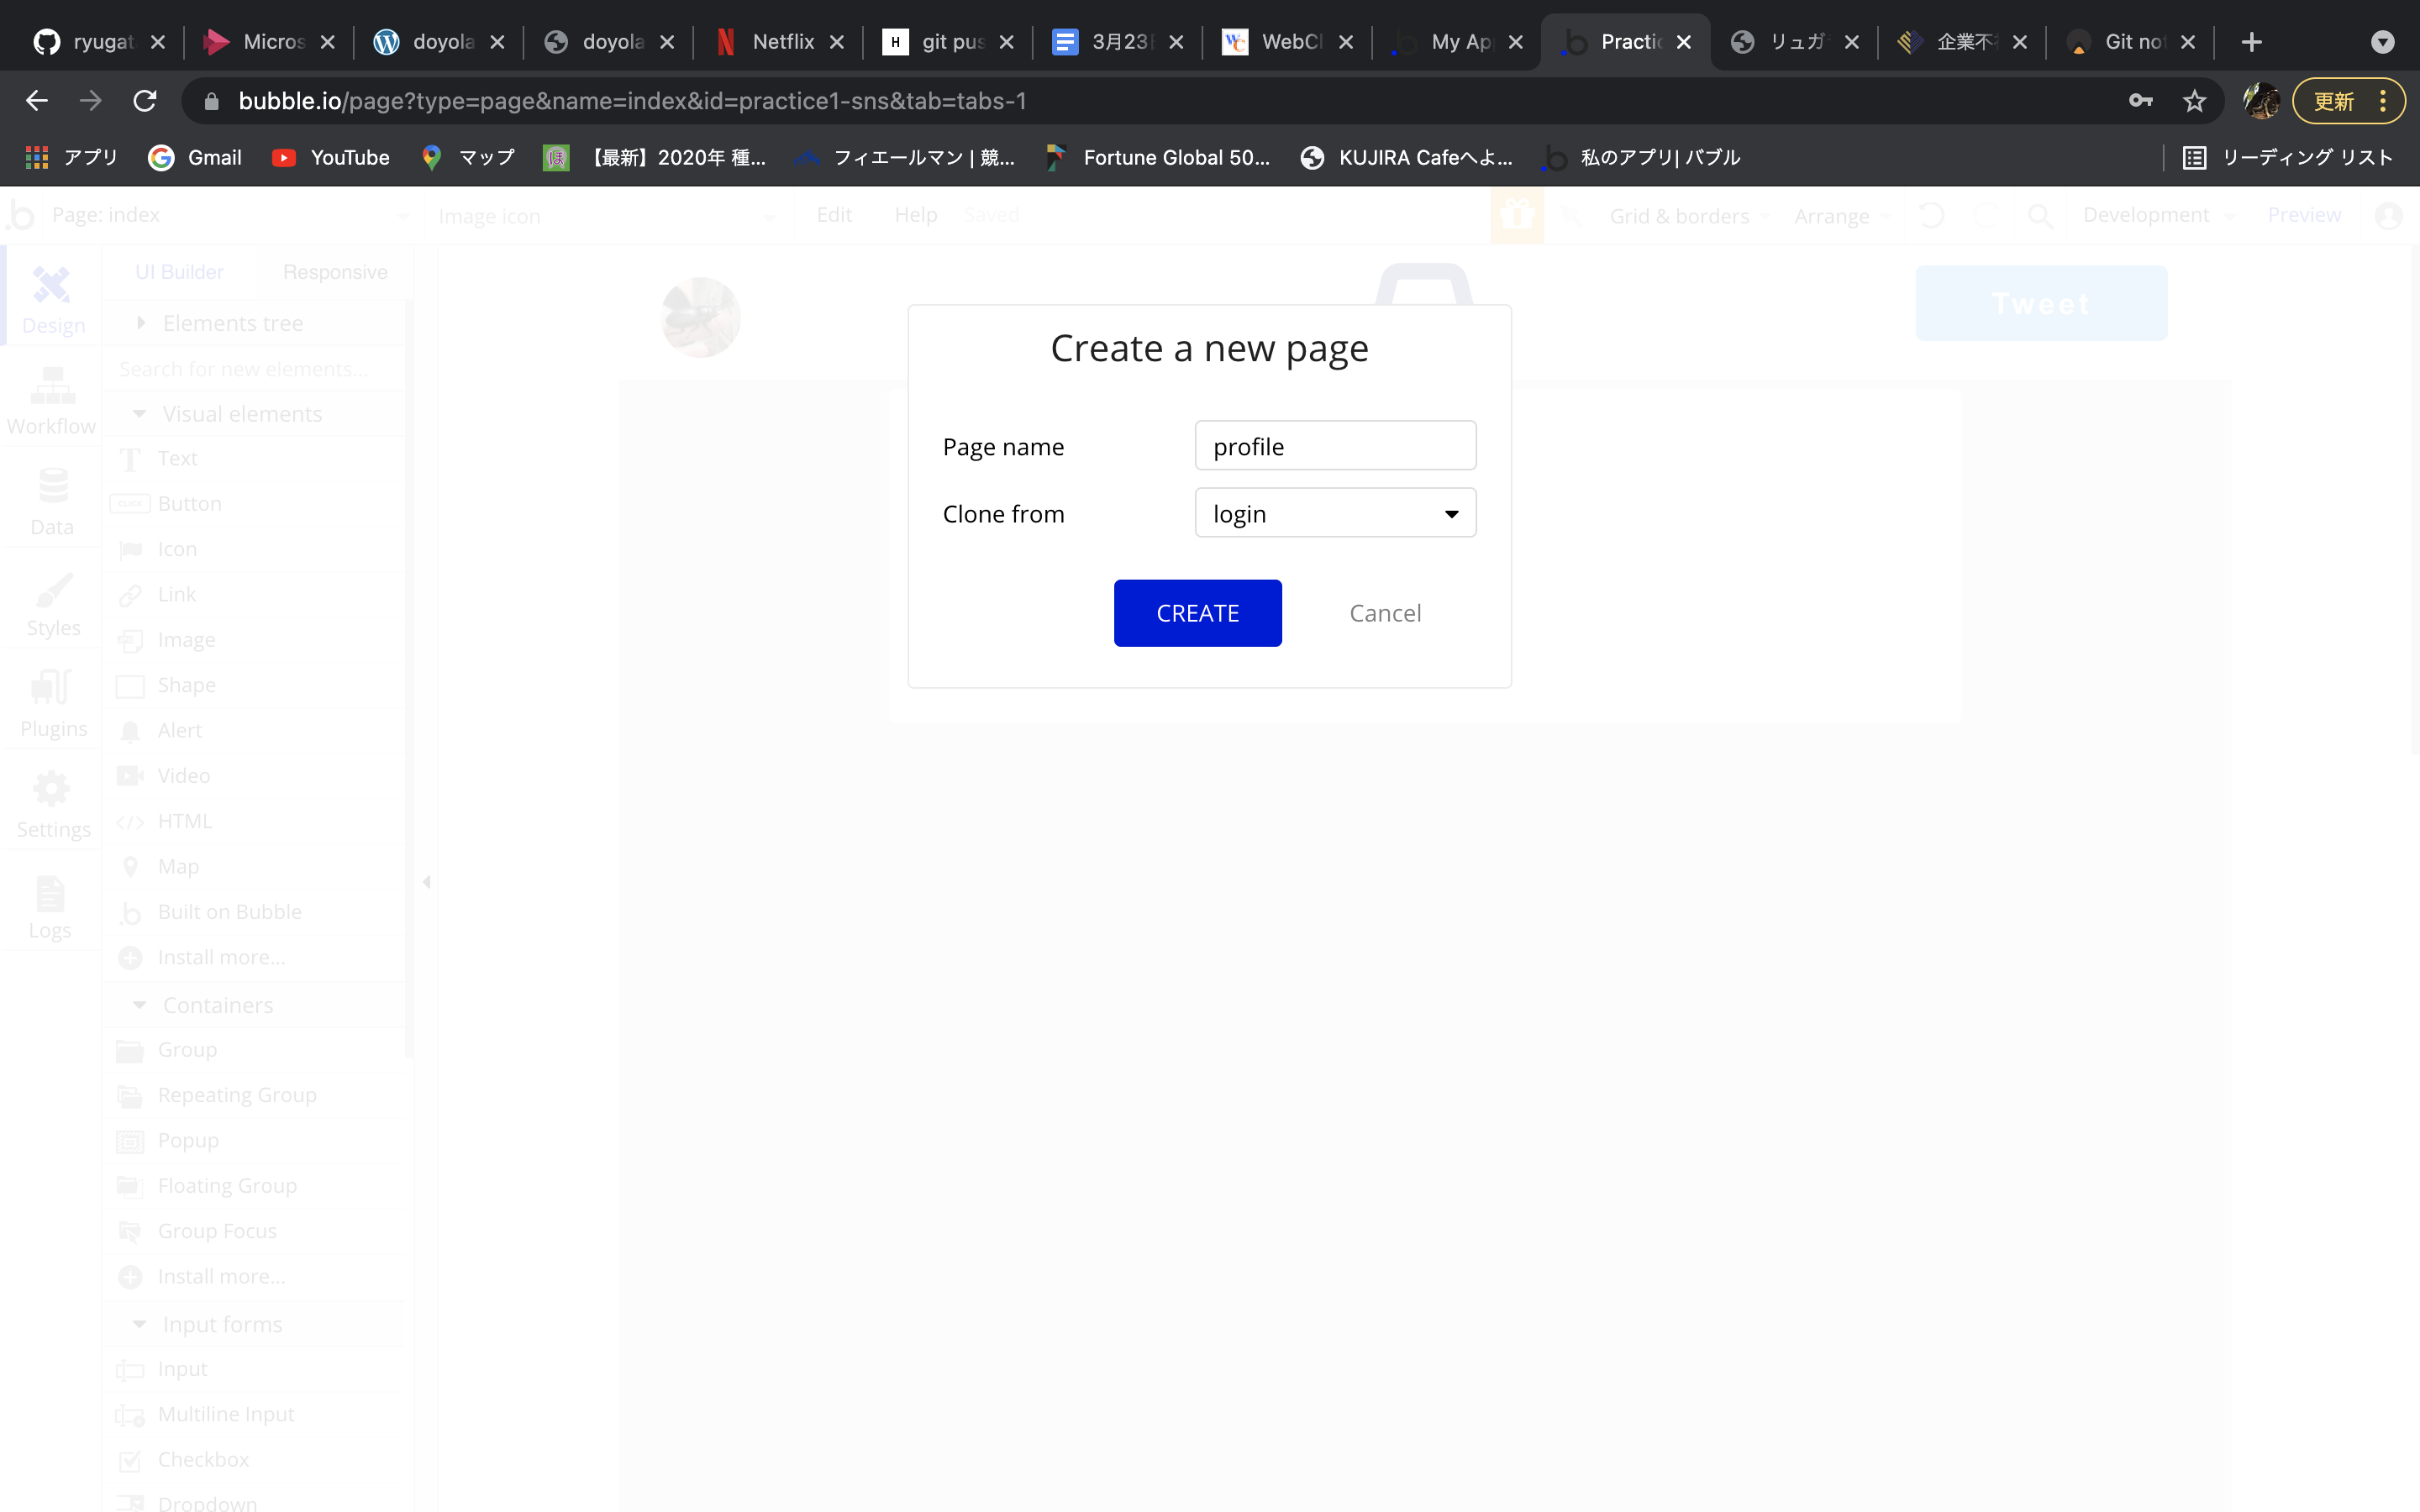 ryugat
Micros
doyola
doyola
Netflix
H git pus
3月23日
WebCl
My Ap
Practic
リュガ
企業不
Git not
bubble.io/page?type=page&name=index&id=practice1-sns&tab=tabs-1
更新
アプリ
Gmail
YouTube
マップ
【最新】2020年 種...
フィエールマン | 競...
Fortune Global 50...
KUJIRA Cafeへよ...
私のアプリ| バブル
リーディング リスト
Page: index
Image icon
Edit
Help
Saved
Grid & borders
Arrange
Development
Preview
UI Builder
Responsive
Design
Workflow
Data
Styles
Plugins
Settings
Logs
Elements tree
Search for new elements...
Visual elements
Text
CLICK Button
Icon
Link
Image
Shape
Alert
Video
HTML
Map
Built on Bubble
Install more...
Containers
Group
Repeating Group
Popup
Floating Group
Group Focus
Install more...
Input forms
Input
Multiline Input
Checkbox
Dropdown
Tweet
Create a new page
Page name
profile
Clone from
login
CREATE
Cancel